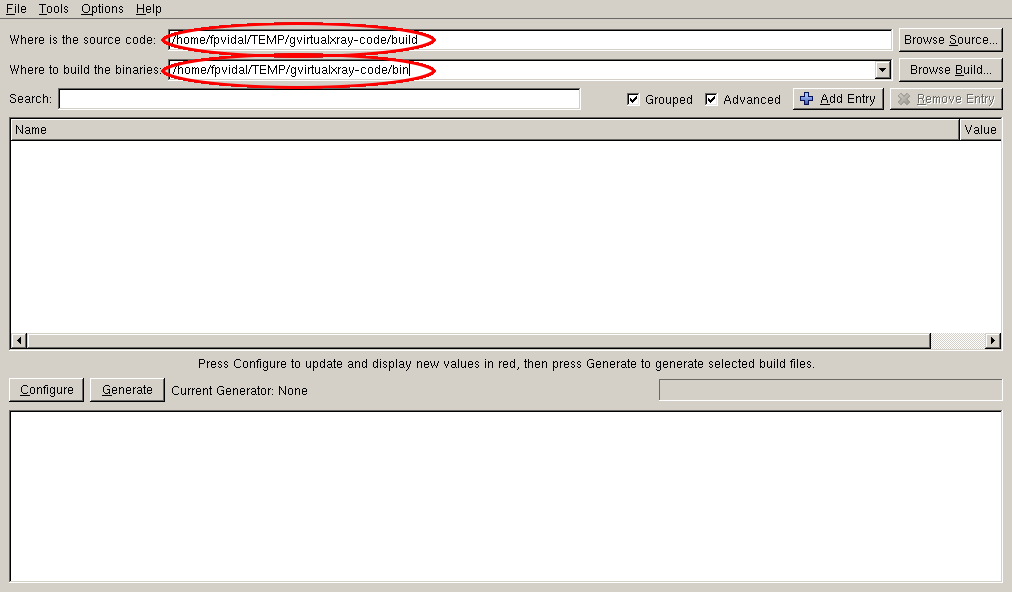 File Tools Options Help
Where is the source code: /home/fpvidal/TEMP/gvirtualxray-code/build Browse Source...
Where to build the binaries: /home/fpvidal/TEMP/gvirtualxray-code/bin Browse Build...
Search: Grouped Advanced Add Entry Remove Entry
Name Value
Press Configure to update and display new values in red, then press Generate to generate selected build files.
Configure Generate Current Generator: None